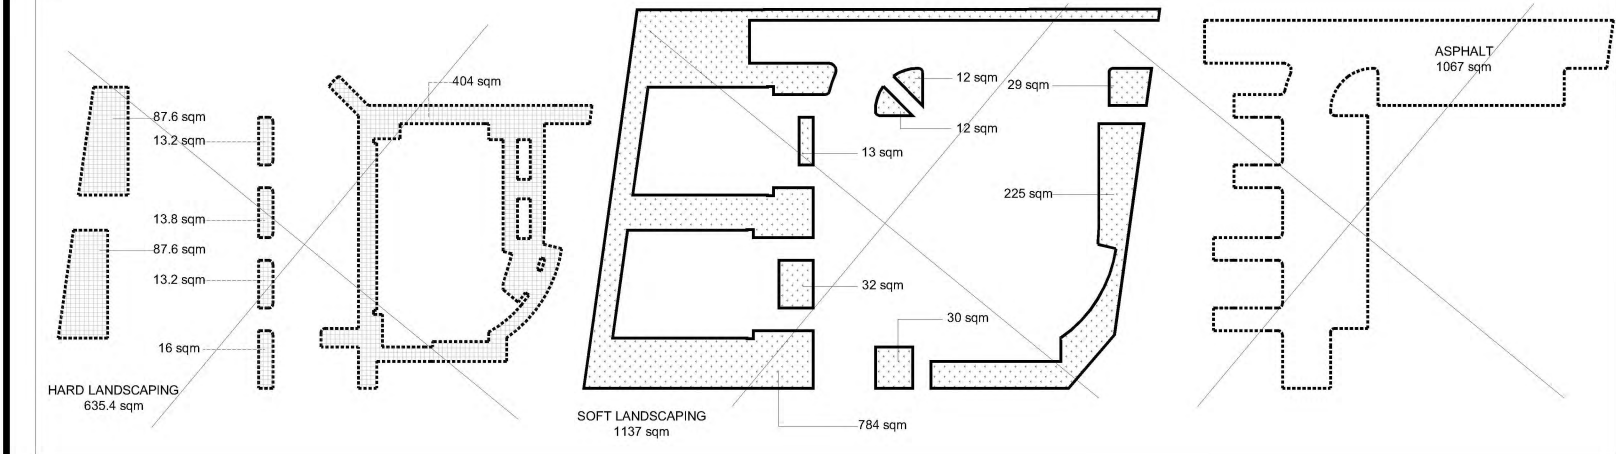 87.6 sqm
13.2 sqm
13.8 sqm
87.6 sqm
13.2 sqm
16 sqm
404 sqm
HARD LANDSCAPING
635.4 sqm
12 sqm
12 sqm
13 sqm
29 sqm
225 sqm
32 sqm
30 sqm
784 sqm
SOFT LANDSCAPING
1137 sqm
ASPHALT
1067 sqm